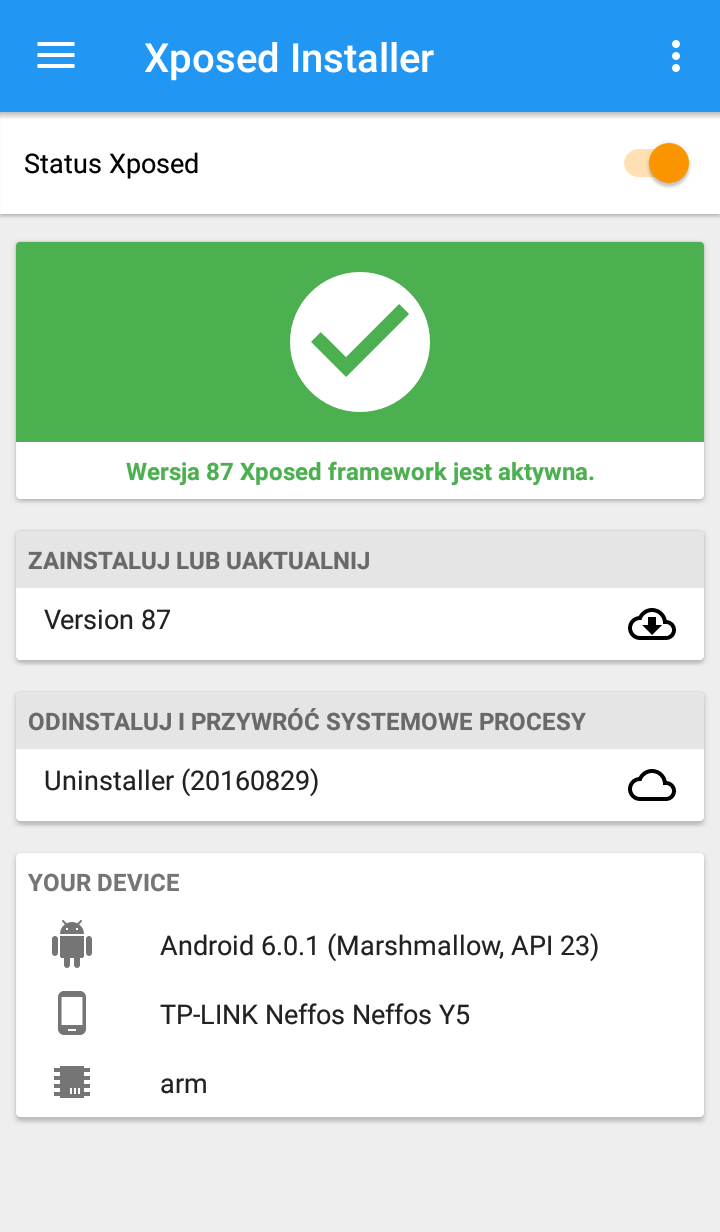 Xposed Installer
Status Xposed
Wersja 87 Xposed framework jest aktywna.
ZAINSTALUJ LUB UAKTUALNIJ
Version 87
ODINSTALUJ I PRZYWRÓĆ SYSTEMOWE PROCESY
Uninstaller (20160829)
YOUR DEVICE
Android 6.0.1 (Marshmallow, API 23)
TP-LINK Neffos Neffos Y5
arm